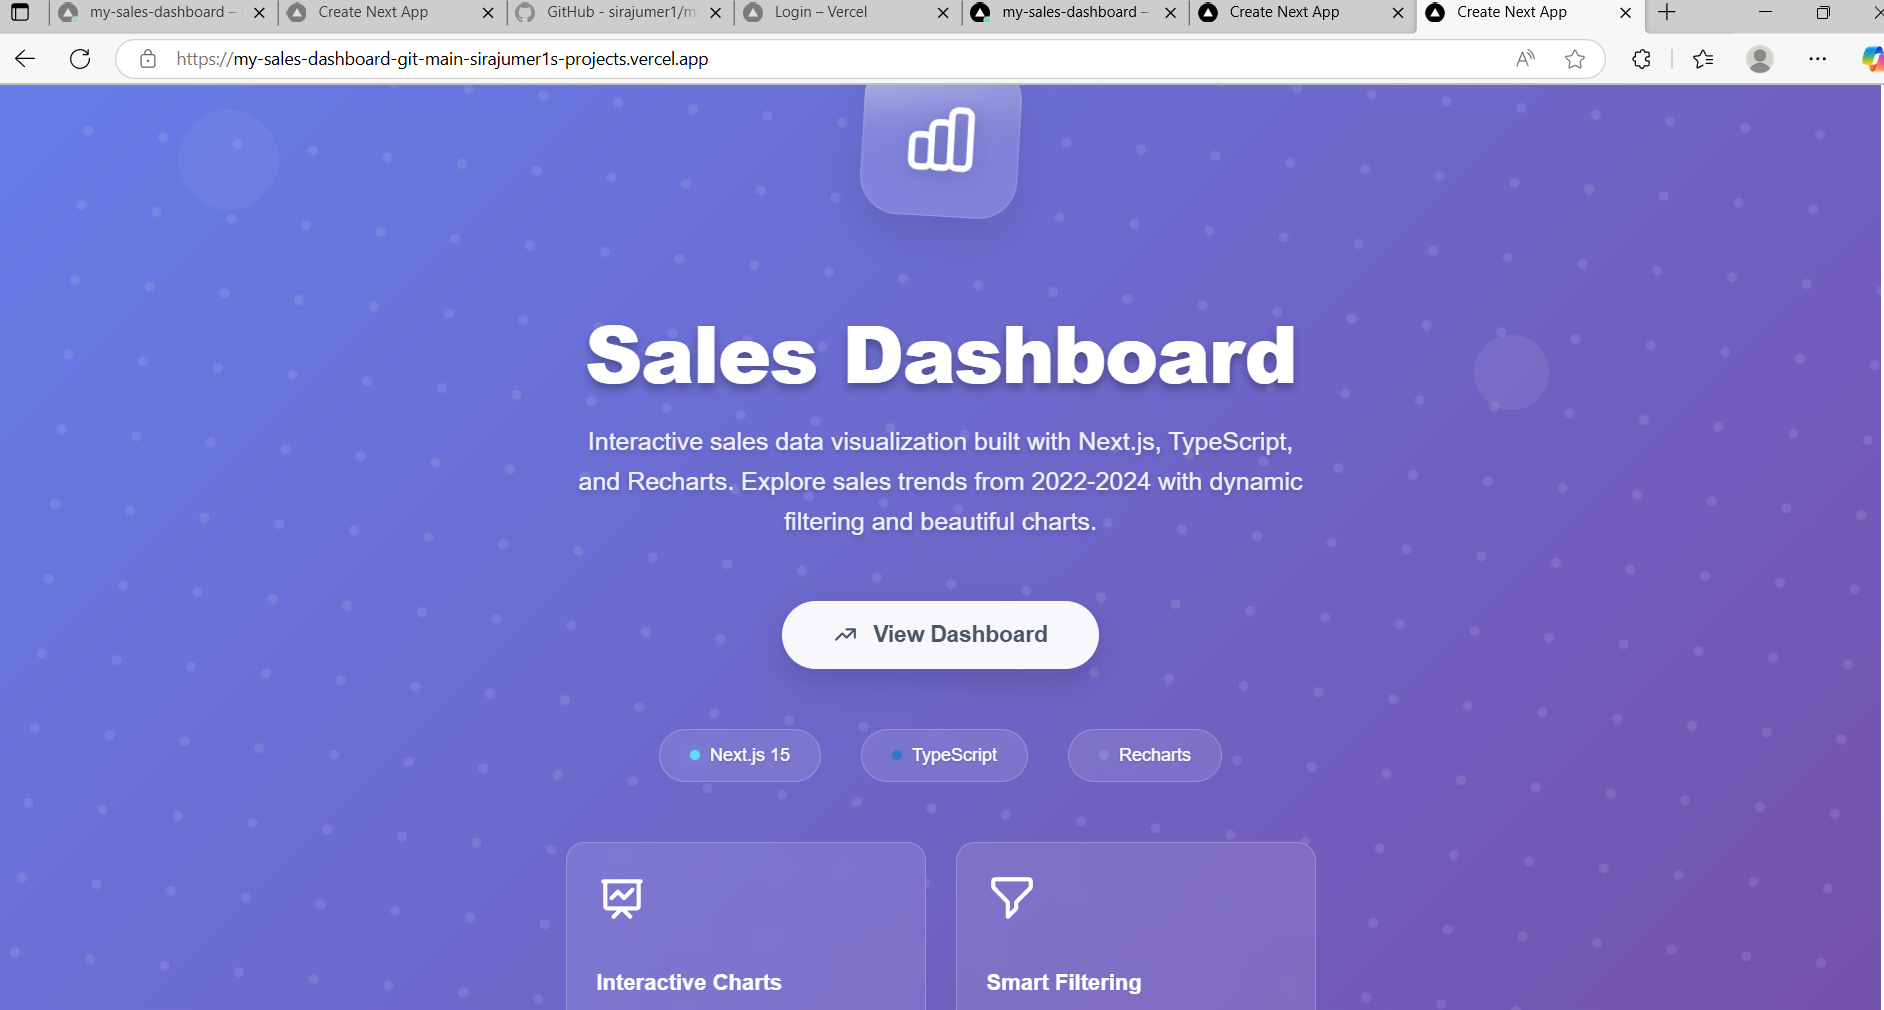 my-sales-dashboard –
Create Next App
GitHub - sirajumer1/m
Login – Vercel
my-sales-dashboard –
Create Next App
Create Next App
https://my-sales-dashboard-git-main-sirajumer1s-projects.vercel.app
Sales Dashboard
Interactive sales data visualization built with Next.js, TypeScript,
and Recharts. Explore sales trends from 2022-2024 with dynamic
filtering and beautiful charts.
View Dashboard
Next.js 15
TypeScript
Recharts
Interactive Charts
Smart Filtering